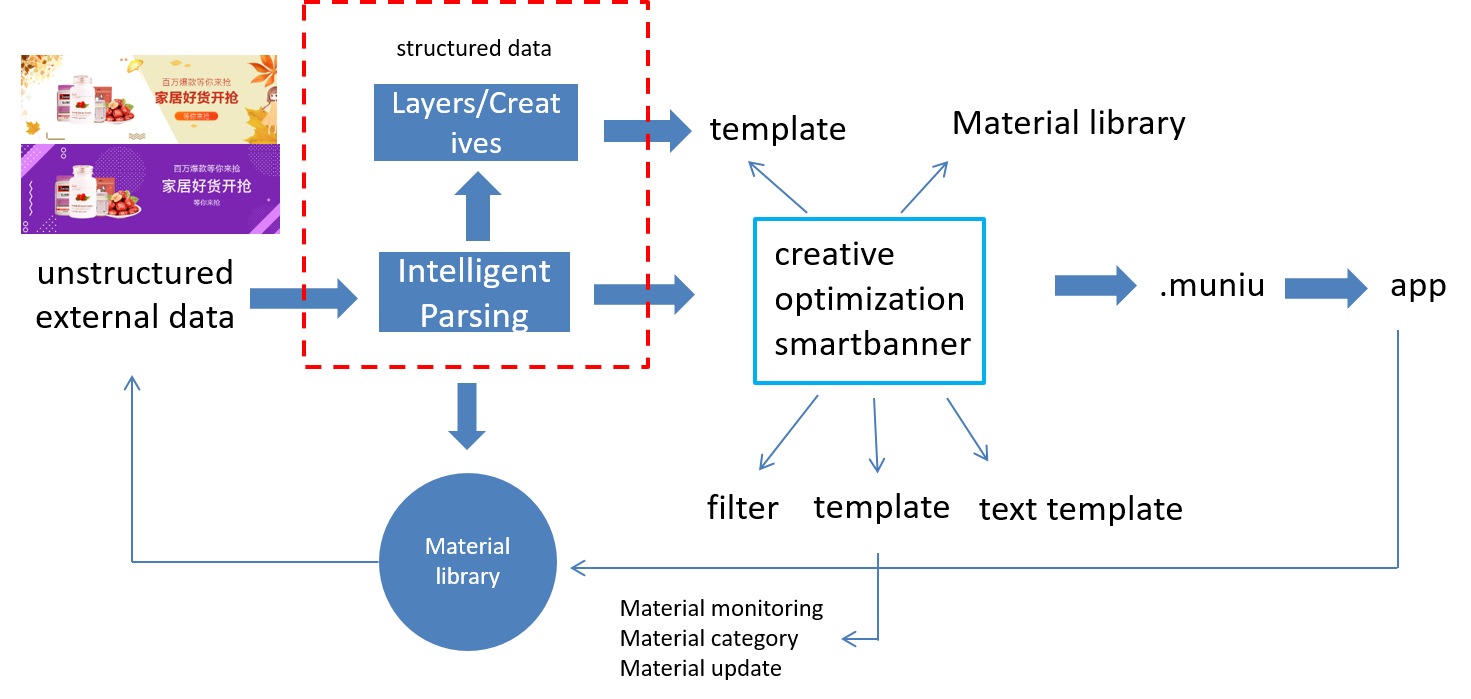 structured data
Layers/Creat
ives
百万爆款等你来抢
家居好货开抢
等你来抢
百万爆款等你来抢
家居好货开抢
等你来抢
template
Material library
unstructured
external data
Intelligent
Parsing
creative
optimization
smartbanner
.muniu
app
filter
template
text template
Material
library
Material monitoring
Material category
Material update